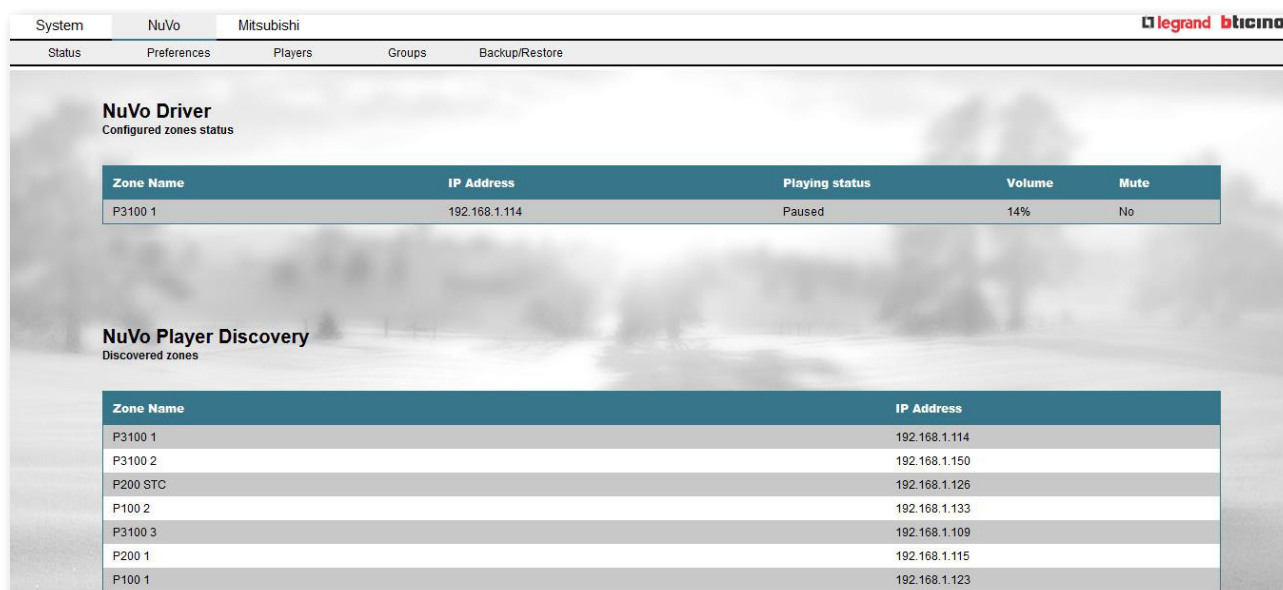 System NuVo Mitsubishi legrand bticino
Status Preferences Players Groups Backup/Restore
NuVo Driver
Configured zones status
Zone Name IP Address Playing status Volume Mute
P3100 1 192.168.1.114 Paused 14% No
NuVo Player Discovery
Discovered zones
Zone Name IP Address
P3100 1 192.168.1.114
P3100 2 192.168.1.150
P200 STC 192.168.1.126
P100 2 192.168.1.133
P3100 3 192.168.1.109
P200 1 192.168.1.115
P100 1 192.168.1.123